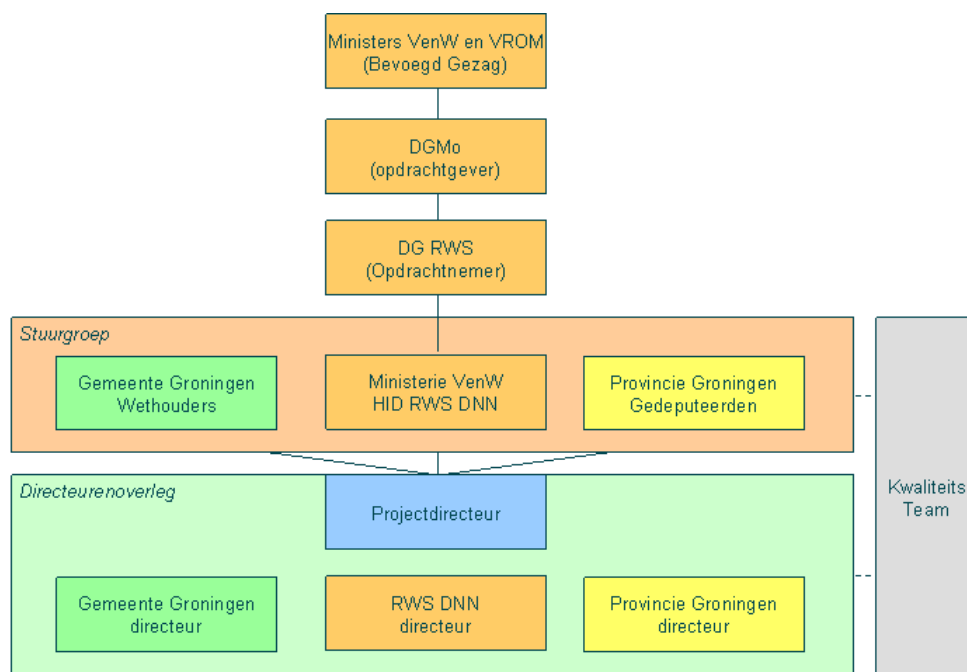 Ministers VenW en VROM
(Bevoegd Gezag)
DGMo
(opdrachtgever)
DG RWS
(Opdrachtnemer)
Stuurgroep
Gemeente Groningen
Wethouders
Ministerie VenW
HID RWS DNN
Provincie Groningen
Gedeputeerden
Kwaliteits
Team
Directeurenoverleg
Projectdirecteur
Gemeente Groningen
directeur
RWS DNN
directeur
Provincie Groningen
directeur